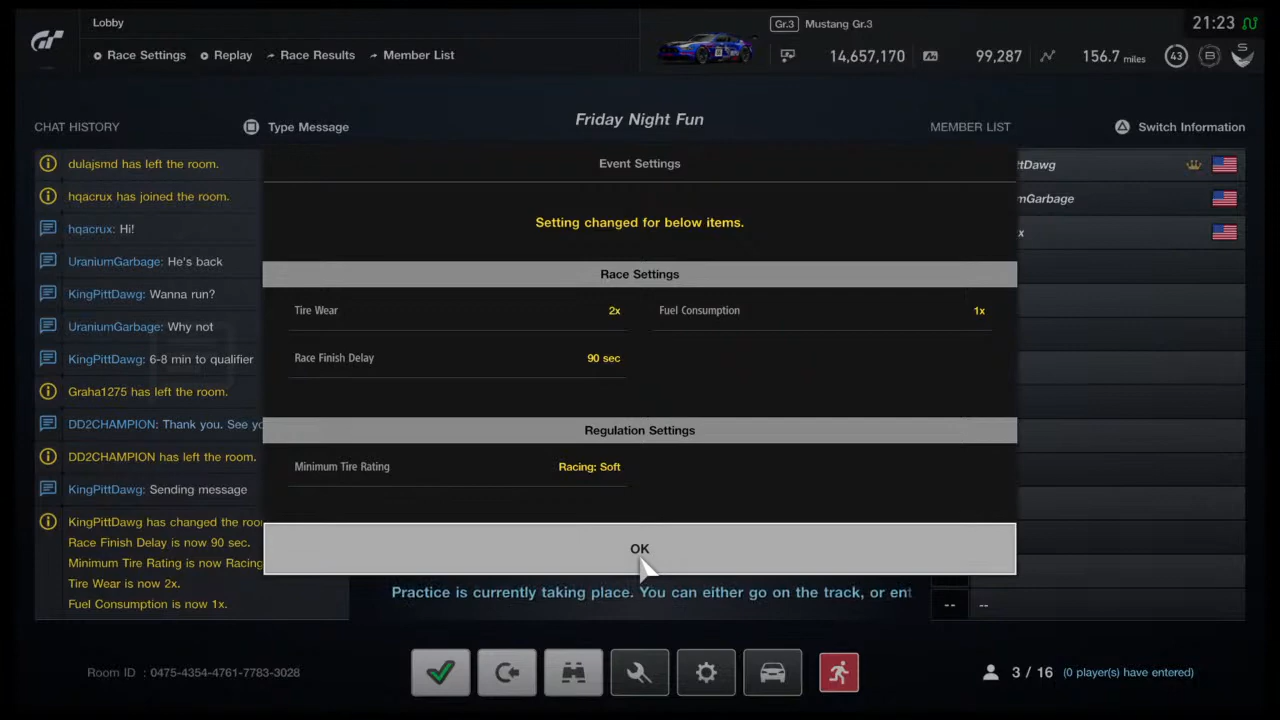 Lobby
Gr.3 Mustang Gr.3
21:23
Race Settings Replay Race Results Member List
14,657,170 99,287 156.7 miles 43 B S
Friday Night Fun
CHAT HISTORY Type Message
MEMBER LIST Switch Information
dulajsmd has left the room.
hqacrux has joined the room.
hqacrux: Hi!
UraniumGarbage: He's back
KingPittDawg: Wanna run?
UraniumGarbage: Why not
KingPittDawg: 6-8 min to qualifier
Graha1275 has left the room.
DD2CHAMPION: Thank you. See yo
DD2CHAMPION has left the room.
KingPittDawg: Sending message
KingPittDawg has changed the roo
Race Finish Delay is now 90 sec.
Minimum Tire Rating is now Racing
Tire Wear is now 2x.
Fuel Consumption is now 1x.
Event Settings
Setting changed for below items.
Race Settings
Tire Wear 2x Fuel Consumption 1x
Race Finish Delay 90 sec
Regulation Settings
Minimum Tire Rating Racing: Soft
OK
Practice is currently taking place. You can either go on the track, or ent
ttDawg
mGarbage
x
-- --
Room ID : 0475-4354-4761-7783-3028
3 / 16 (0 player(s) have entered)